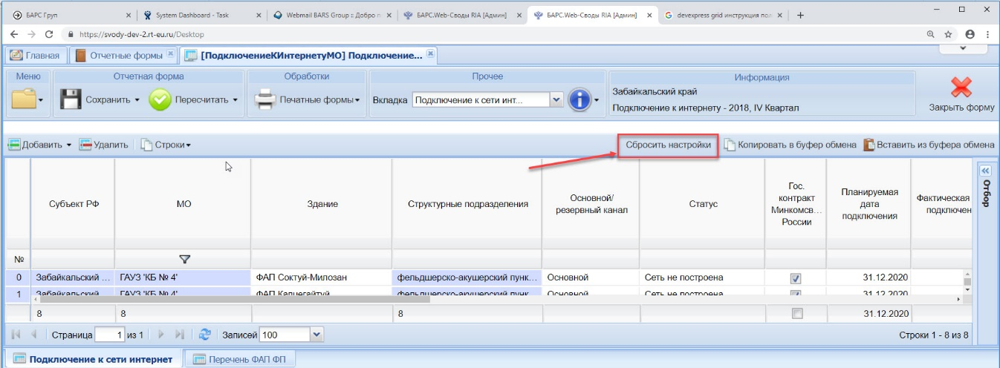 БАРС Груп
System Dashboard - Task
Webmail BARS Group :: Добро п
БАРС.Web-Своды RIA [Админ]
БАРС.Web-Своды RIA [Админ]
devexpress grid инструкция пол
https://svody-dev-2.rt-eu.ru/Desktop
Главная
Отчетные формы
[ПодключениеКИнтернетуМО] Подключение...
Меню
Отчетная форма
Обработки
Прочее
Информация
Сохранить
Пересчитать
Печатные формы
Вкладка
Подключение к сети инт...
Забайкальский край
Подключение к интернету - 2018, IV Квартал
Закрыть форму
Добавить
Удалить
Строки
Сбросить настройки
Копировать в буфер обмена
Вставить из буфера обмена
Субъект РФ
МО
Здание
Структурные подразделения
Основной/
резервный канал
Статус
Гос.
контракт
Минкомсв...
России
Планируемая
дата
подключения
Фактическая
подключен
Отбор
№
0 Забайкальский ... ГАУЗ 'КБ № 4' ФАП Соктуй-Милозан фельдшерско-акушерский пунк... Основной Сеть не построена 31.12.2020
1 Забайкальский ГАУЗ 'КБ № 4' ФАП Капцегайтуй фельдшерско-акушерский пунк Основной Сеть не построена 31.12.2020
8 8 8 31.12.2020
Страница 1 из 1 Записей 100 Строки 1 - 8 из 8
Подключение к сети интернет
Перечень ФАП ФП